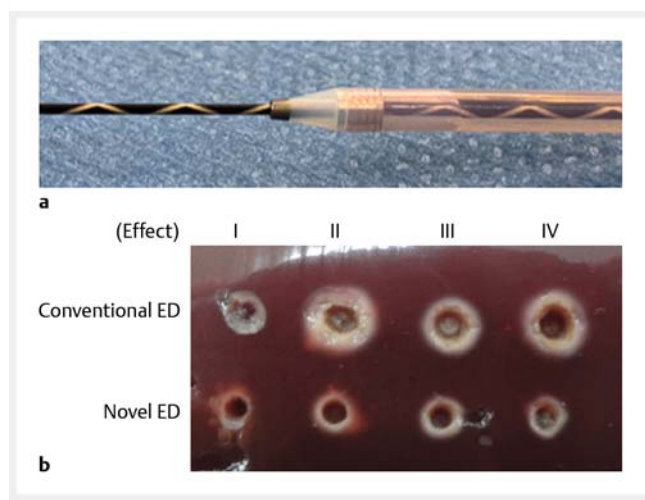 a
(Effect) I II III IV
Conventional ED
Novel ED
b